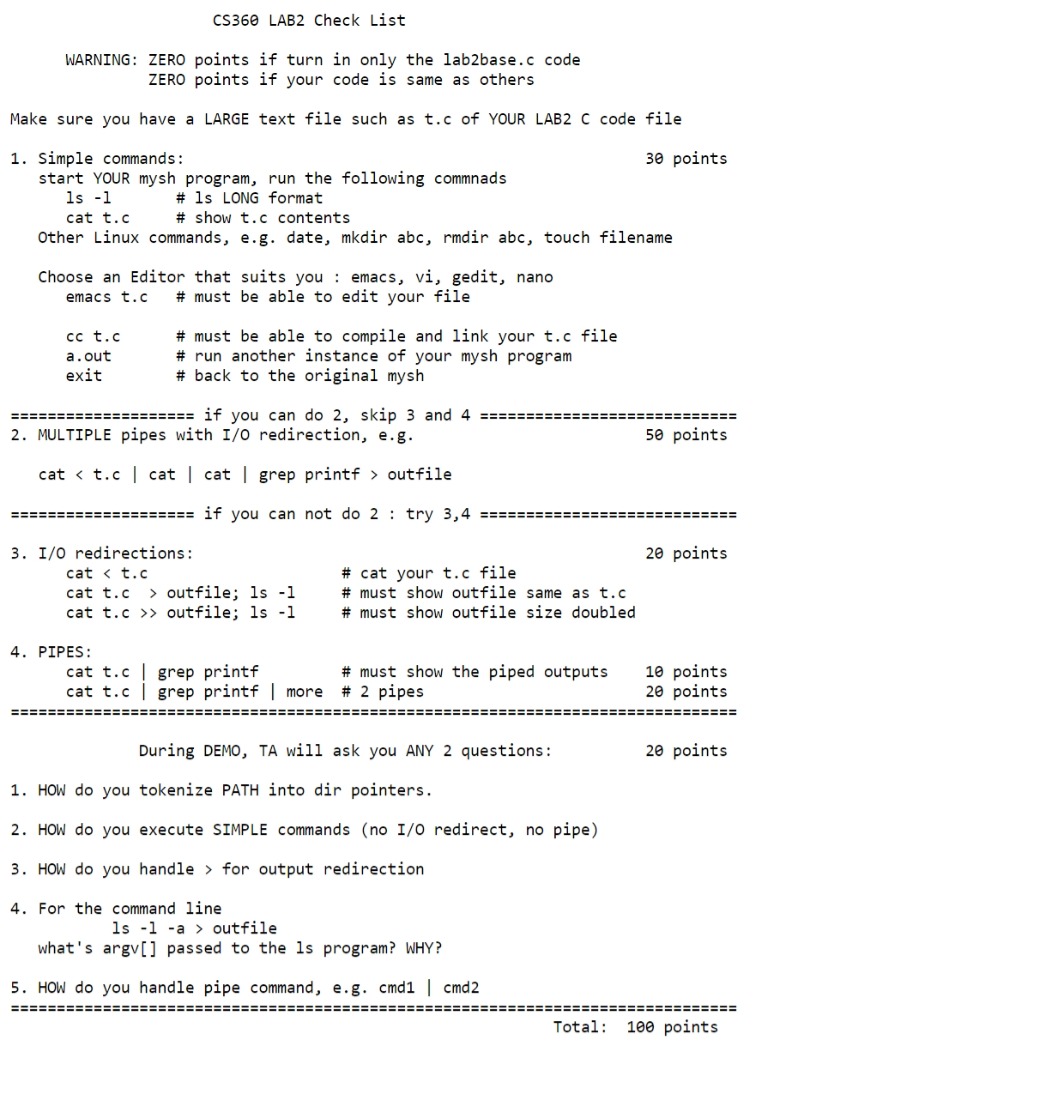 CS360 LAB2 Check List
WARNING: ZERO points if turn in only the lab2base.c code
ZERO points if your code is same as others
Make sure you have a LARGE text file such as t.c of YOUR LAB2 C code file
1. Simple commands: 30 points
start YOUR mysh program, run the following commnads
ls -l # ls LONG format
cat t.c # show t.c contents
Other Linux commands, e.g. date, mkdir abc, rmdir abc, touch filename
Choose an Editor that suits you : emacs, vi, gedit, nano
emacs t.c # must be able to edit your file
cc t.c # must be able to compile and link your t.c file
a.out # run another instance of your mysh program
exit # back to the original mysh
==================== if you can do 2, skip 3 and 4 ============================
2. MULTIPLE pipes with I/O redirection, e.g. 50 points
cat < t.c | cat | cat | grep printf > outfile
==================== if you can not do 2 : try 3,4 ============================
3. I/O redirections: 20 points
cat < t.c # cat your t.c file
cat t.c > outfile; ls -l # must show outfile same as t.c
cat t.c >> outfile; ls -l # must show outfile size doubled
4. PIPES:
cat t.c | grep printf # must show the piped outputs 10 points
cat t.c | grep printf | more # 2 pipes 20 points
===============================================================================
During DEMO, TA will ask you ANY 2 questions: 20 points
1. HOW do you tokenize PATH into dir pointers.
2. HOW do you execute SIMPLE commands (no I/O redirect, no pipe)
3. HOW do you handle > for output redirection
4. For the command line
ls -l -a > outfile
what's argv[] passed to the ls program? WHY?
5. HOW do you handle pipe command, e.g. cmd1 | cmd2
===============================================================================
Total: 100 points